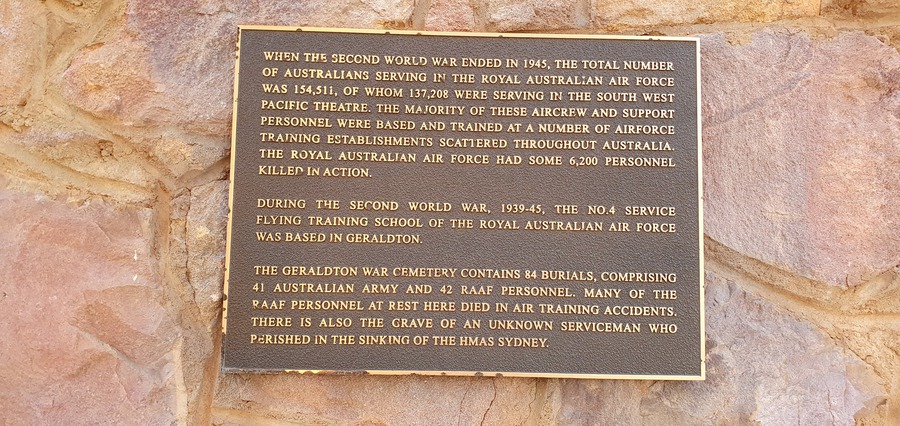 WHEN THE SECOND WORLD WAR ENDED IN 1945, THE TOTAL NUMBER
OF AUSTRALIANS SERVING IN THE ROYAL AUSTRALIAN AIR FORCE
WAS 154,511, OF WHOM 137,208 WERE SERVING IN THE SOUTH WEST
PACIFIC THEATRE. THE MAJORITY OF THESE AIRCREW AND SUPPORT
PERSONNEL WERE BASED AND TRAINED AT A NUMBER OF AIRFORCE
TRAINING ESTABLISHMENTS SCATTERED THROUGHOUT AUSTRALIA.
THE ROYAL AUSTRALIAN AIR FORCE HAD SOME 6,200 PERSONNEL
KILLED IN ACTION.
DURING THE SECOND WORLD WAR, 1939-45, THE NO.4 SERVICE
FLYING TRAINING SCHOOL OF THE ROYAL AUSTRALIAN AIR FORCE
WAS BASED IN GERALDTON.
THE GERALDTON WAR CEMETERY CONTAINS 84 BURIALS, COMPRISING
41 AUSTRALIAN ARMY AND 42 RAAF PERSONNEL. MANY OF THE
RAAF PERSONNEL AT REST HERE DIED IN AIR TRAINING ACCIDENTS.
THERE IS ALSO THE GRAVE OF AN UNKNOWN SERVICEMAN WHO
PERISHED IN THE SINKING OF THE HMAS SYDNEY.